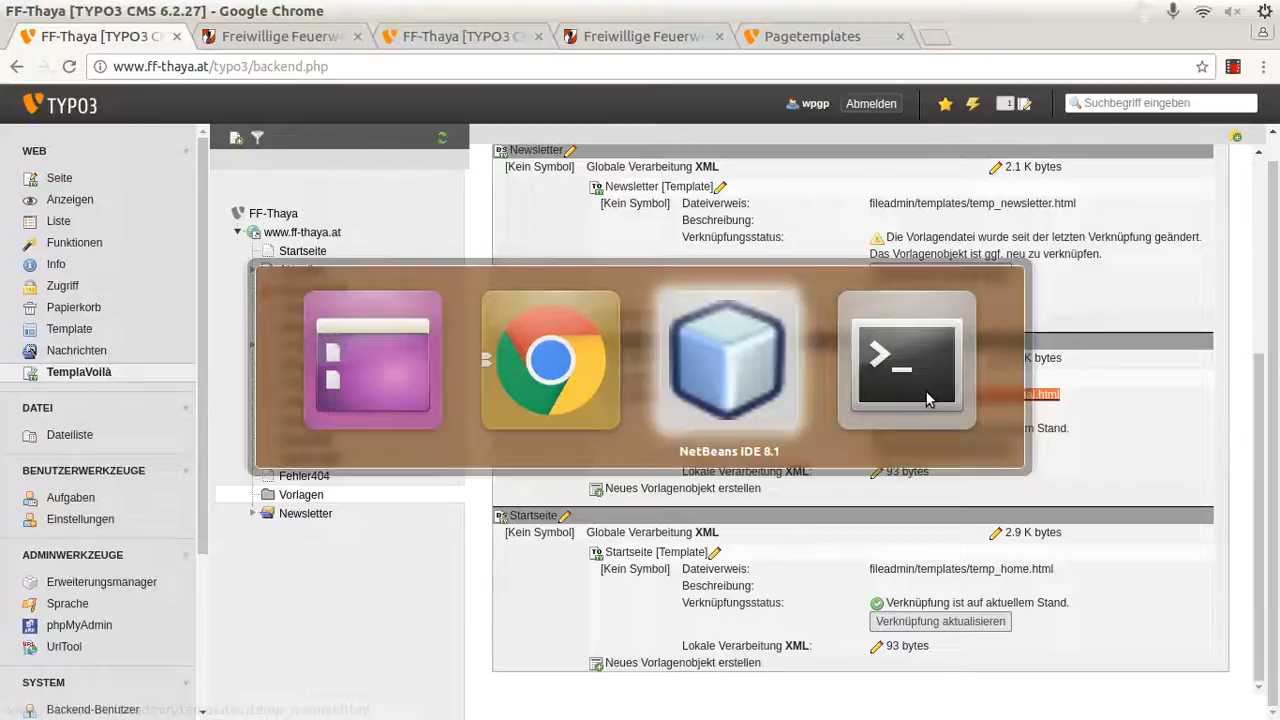 FF-Thaya [TYPO3 CMS 6.2.27] - Google Chrome
FF-Thaya [TYPO3 C
Freiwillige Feuerw
FF-Thaya [TYPO3 C
Freiwillige Feuerw
Pagetemplates
www.ff-thaya.at/typo3/backend.php
TYPO3
wpgp
Abmelden
1
Suchbegriff eingeben
WEB
Seite
Anzeigen
Liste
Funktionen
Info
Zugriff
Papierkorb
Template
Nachrichten
TemplaVoilà
DATEI
Dateiliste
BENUTZERWERKZEUGE
Aufgaben
Einstellungen
ADMINWERKZEUGE
Erweiterungsmanager
Sprache
phpMyAdmin
UrlTool
SYSTEM
Backend-Benutzer
FF-Thaya
www.ff-thaya.at
Startseite
Fehler404
Vorlagen
Newsletter
DS Newsletter
[Kein Symbol] Globale Verarbeitung XML 2.1 K bytes
TO Newsletter [Template]
[Kein Symbol] Dateiverweis: fileadmin/templates/temp_newsletter.html
Beschreibung:
Verknüpfungsstatus: Die Vorlagendatei wurde seit der letzten Verknüpfung geändert.
Das Vorlagenobjekt ist ggf. neu zu verknüpfen.
K bytes
.html
m Stand.
NetBeans IDE 8.1
Lokale Verarbeitung XML: 93 bytes
Neues Vorlagenobjekt erstellen
DS Startseite
[Kein Symbol] Globale Verarbeitung XML 2.9 K bytes
TO Startseite [Template]
[Kein Symbol] Dateiverweis: fileadmin/templates/temp_home.html
Beschreibung:
Verknüpfungsstatus: Verknüpfung ist auf aktuellem Stand.
Verknüpfung aktualisieren
Lokale Verarbeitung XML: 93 bytes
Neues Vorlagenobjekt erstellen